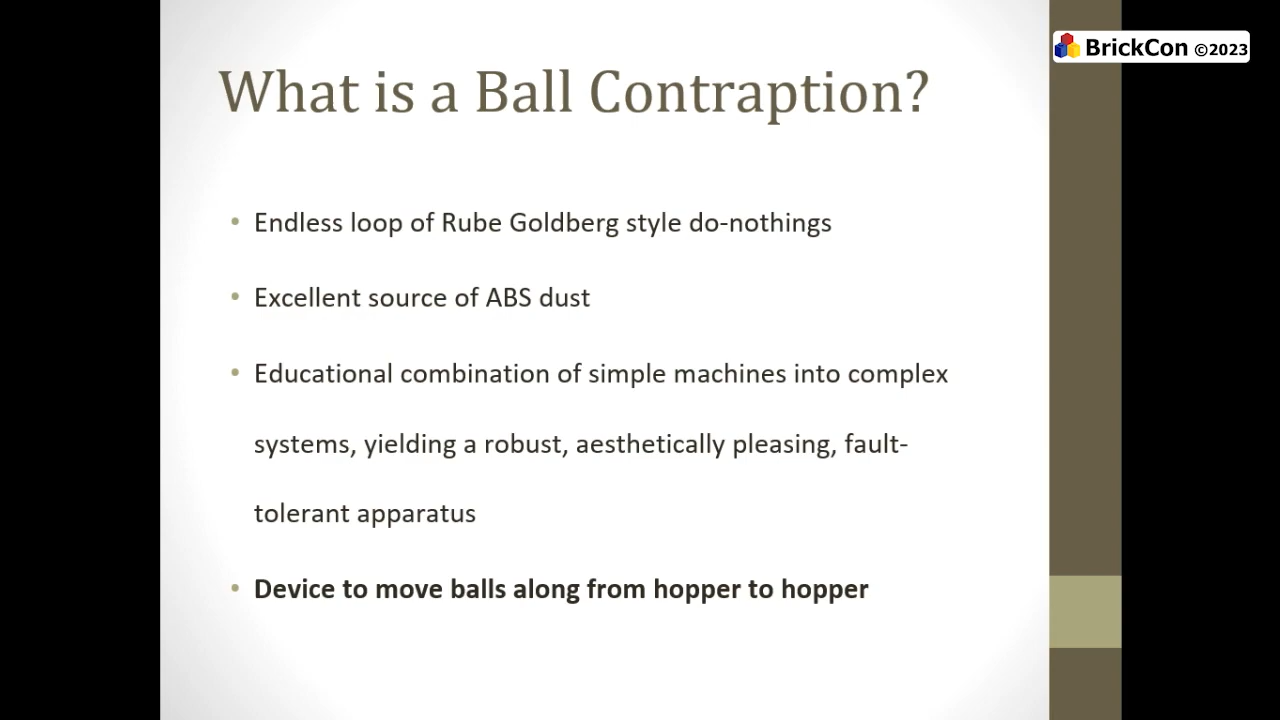 BrickCon ©2023
What is a Ball Contraption?
• Endless loop of Rube Goldberg style do-nothings
• Excellent source of ABS dust
• Educational combination of simple machines into complex
systems, yielding a robust, aesthetically pleasing, fault-
tolerant apparatus
• Device to move balls along from hopper to hopper